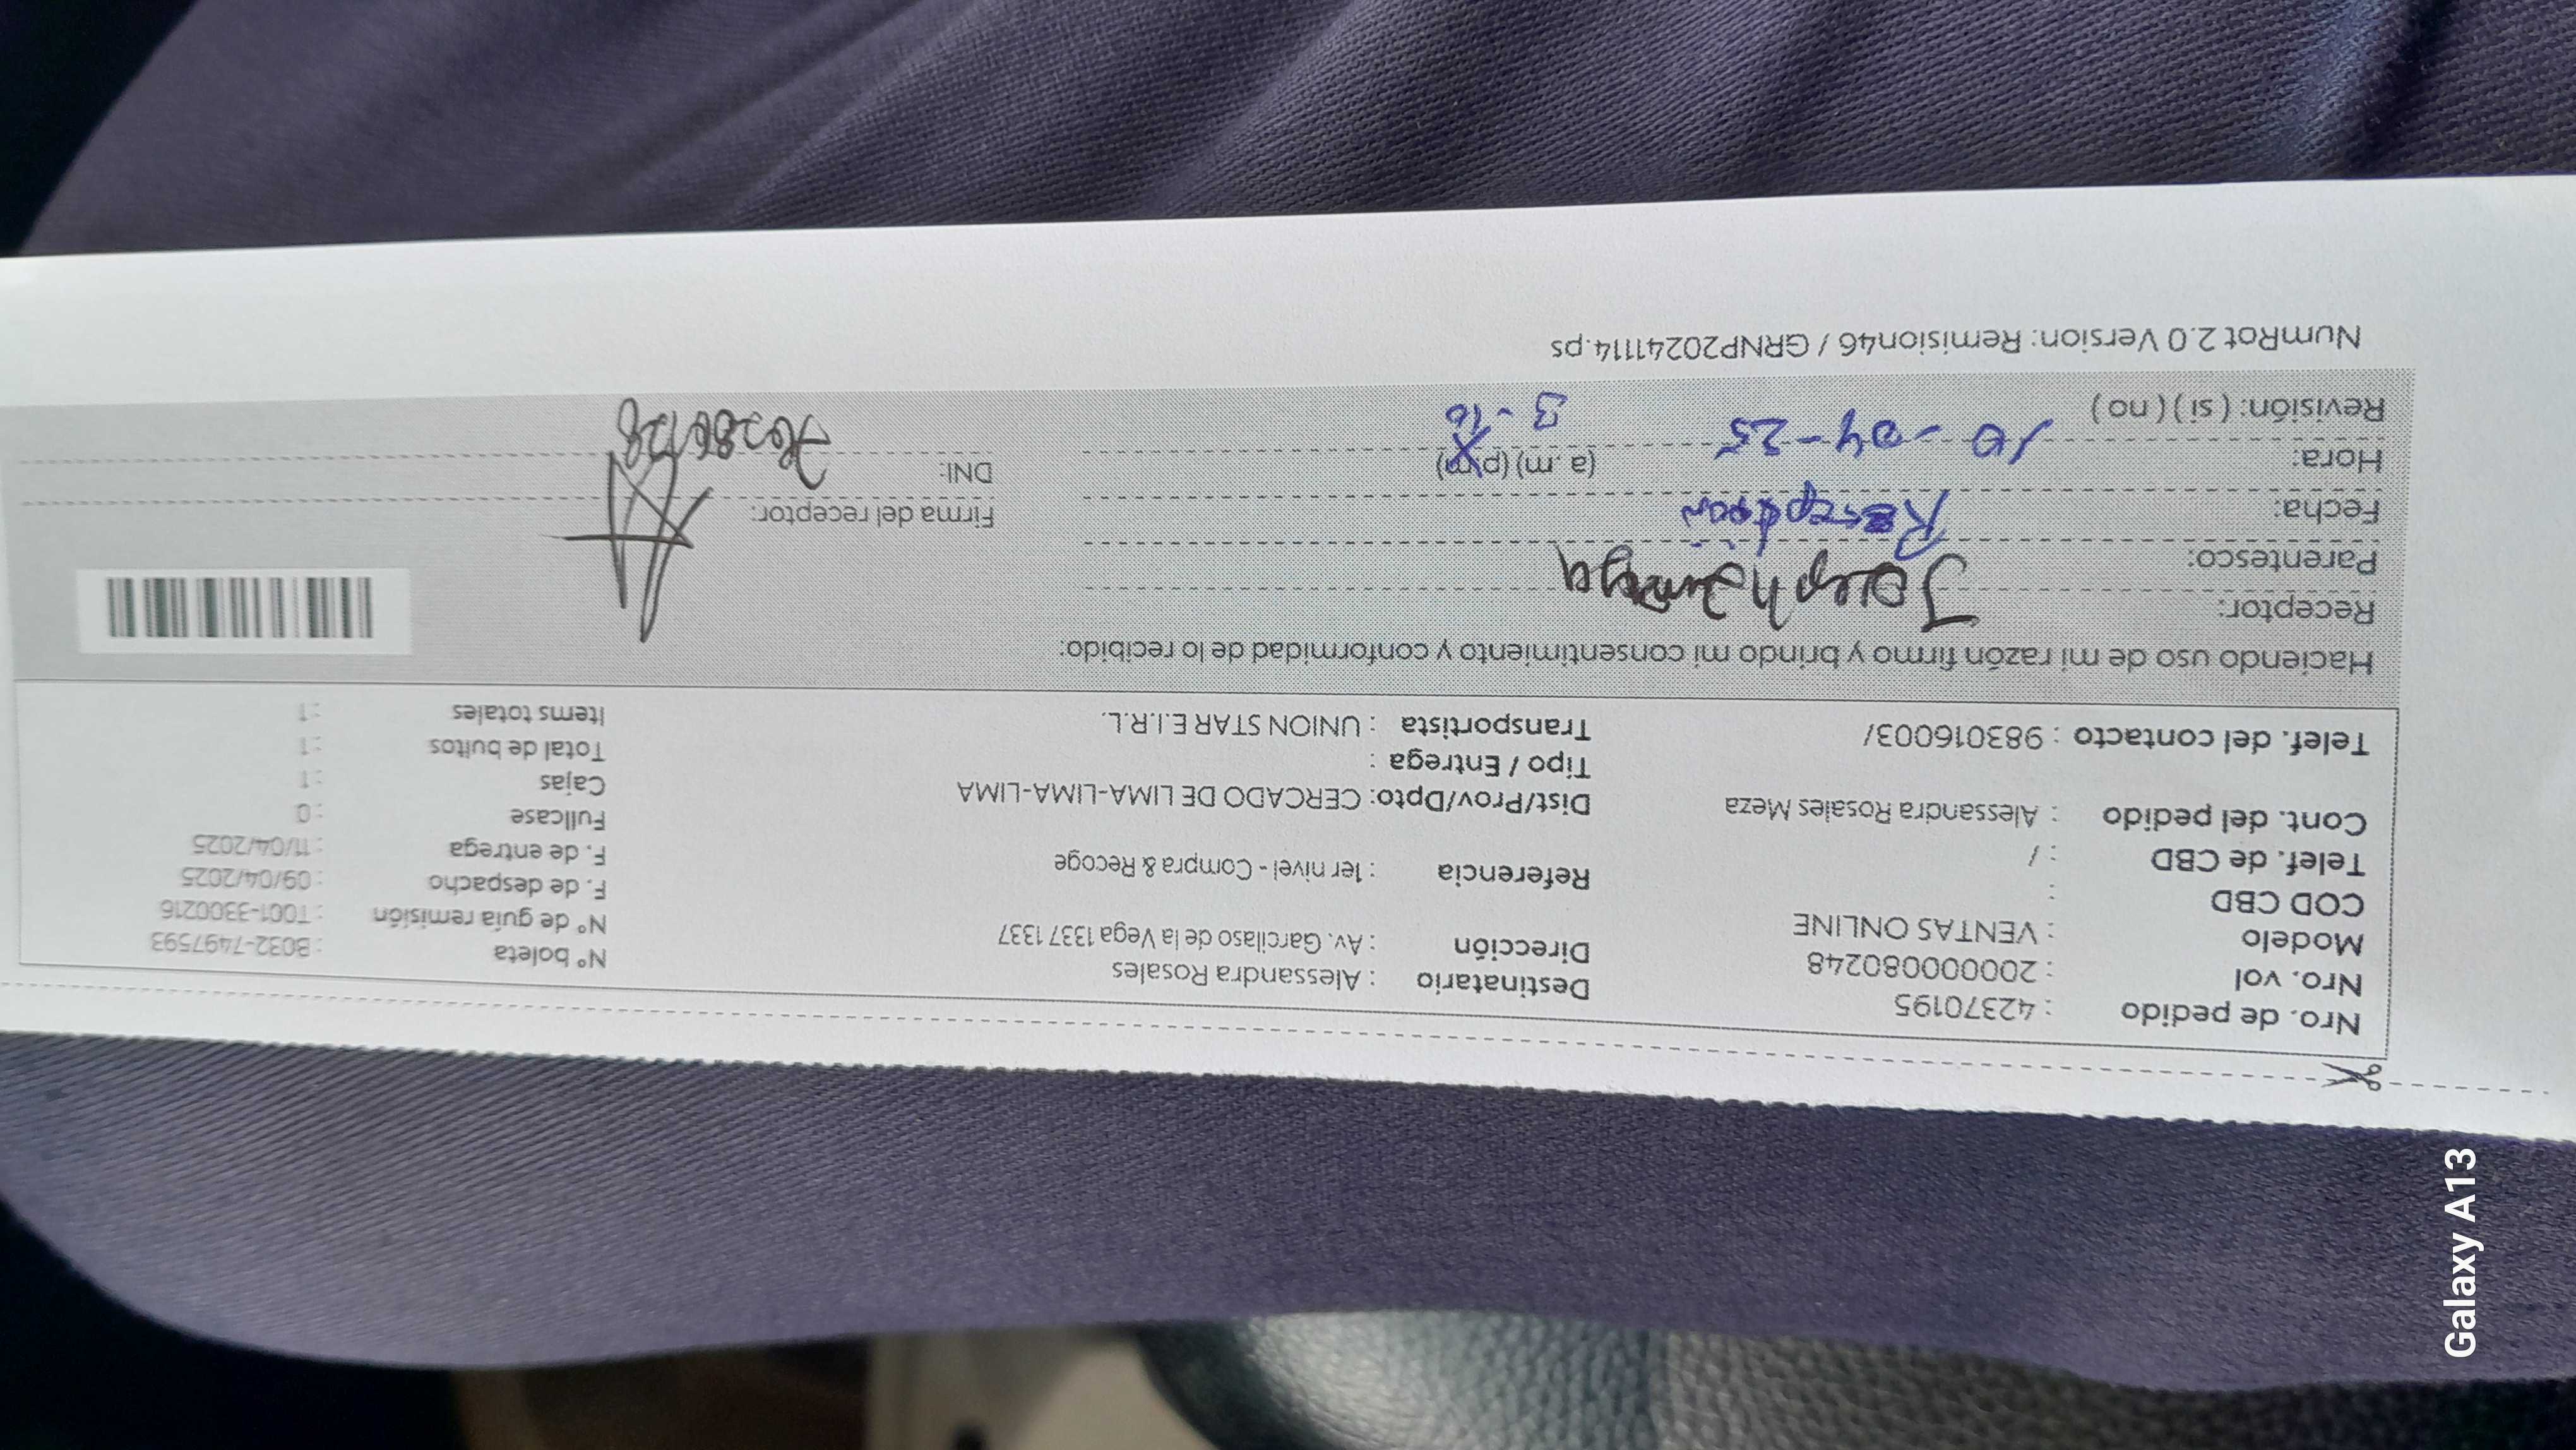 Nro. de pedido : 42370195
Nro. vol : 200000080248
Modelo : VENTAS ONLINE
COD CBD :
Telef. de CBD : /
Cont. del pedido : Alessandra Rosales Meza
Telef. del contacto : 983016003/
Destinatario : Alessandra Rosales
Dirección : Av. Garcilaso de la Vega 1337 1337
Referencia : 1er nivel - Compra & Recoge
Dist/Prov/Dpto: CERCADO DE LIMA-LIMA-LIMA
Tipo / Entrega :
Transportista : UNION STAR E.I.R.L.
N° boleta : B032-7497593
N° de guía remisión : T001-3300216
F. de despacho : 09/04/2025
F. de entrega : 11/04/2025
Fullcase : 0
Cajas : 1
Total de bultos : 1
Items totales : 1
Haciendo uso de mi razón firmo y brindo mi consentimiento y conformidad de lo recibido:
Receptor: Joseph
Parentesco: Recepción
Fecha: 10-04-25
Hora: 3-16 (a.m) (p.m)
Revisión: ( si ) ( no )
Firma del receptor:
DNI: 76286128
NumRot 2.0 Version: Remision46 / GRNP20241114.ps
Galaxy A13